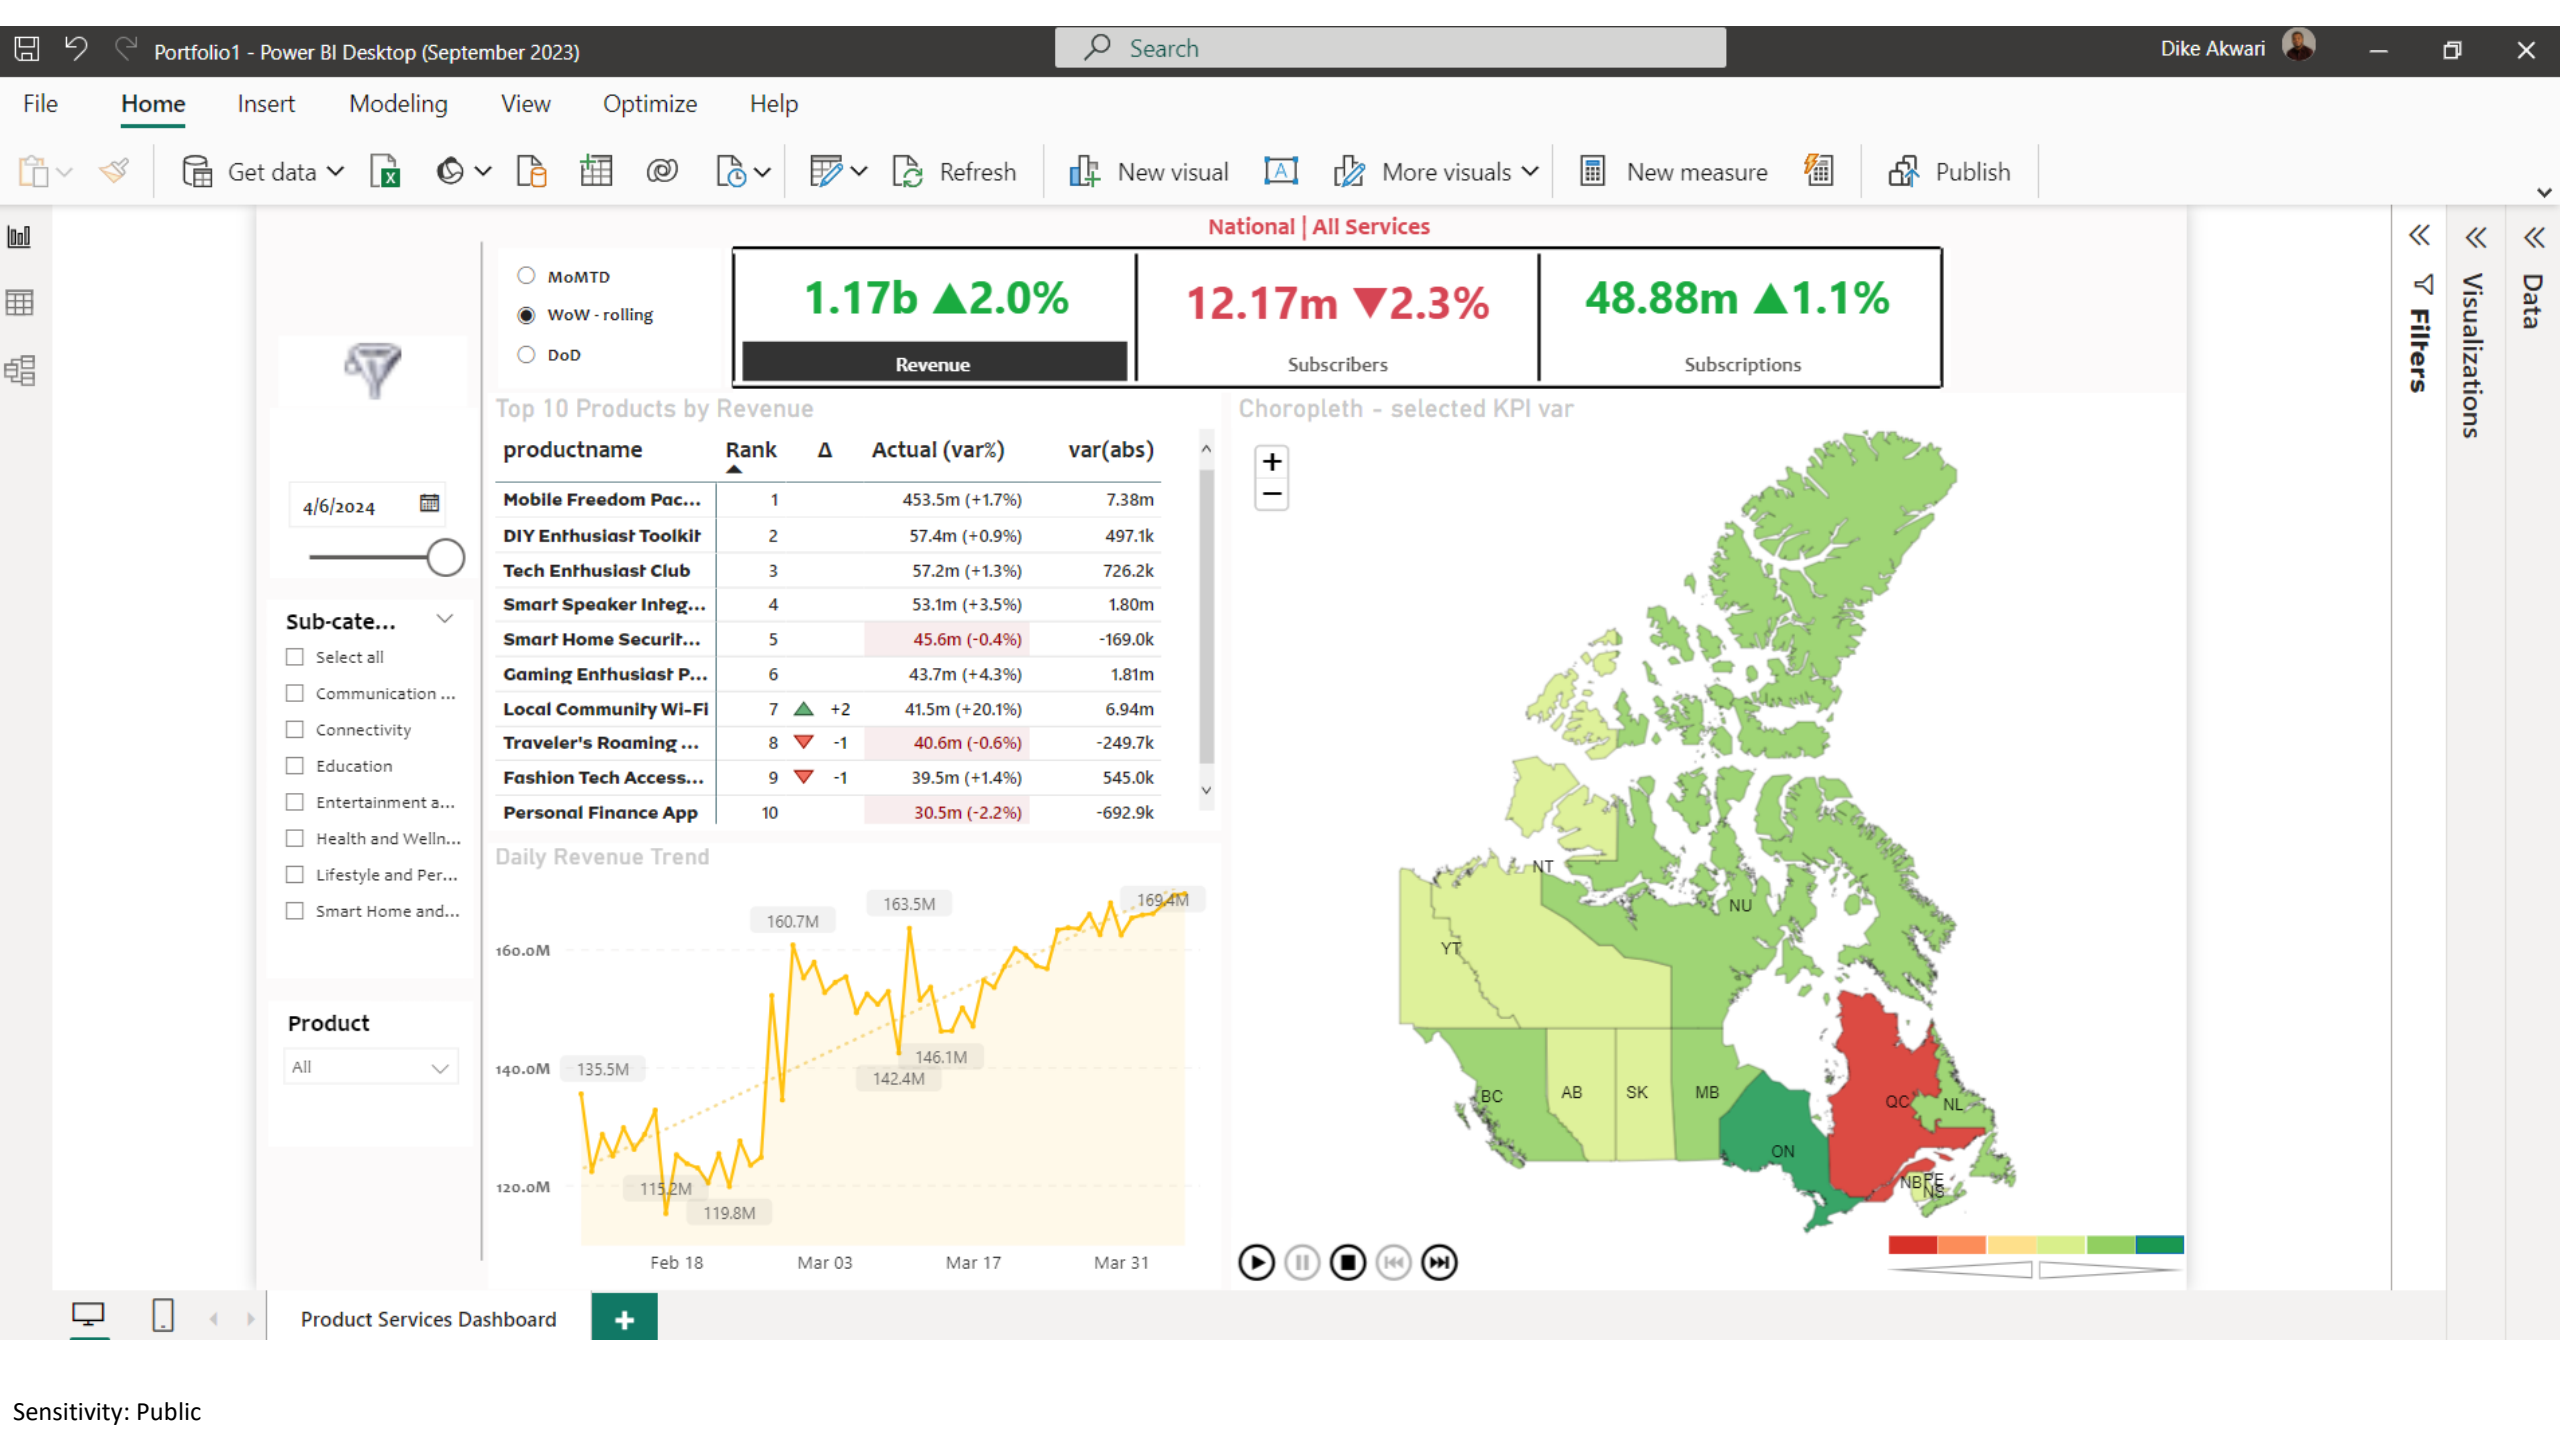 Portfolio1 - Power BI Desktop (September 2023)
Search
Dike Akwari
File Home Insert Modeling View Optimize Help
Get data Refresh New visual More visuals New measure Publish
National | All Services
MoMTD
WoW - rolling
DoD
1.17b ▲2.0%
Revenue
12.17m ▼2.3%
Subscribers
48.88m ▲1.1%
Subscriptions
4/6/2024
Sub-cate...
Select all
Communication ...
Connectivity
Education
Entertainment a...
Health and Welln...
Lifestyle and Per...
Smart Home and...
Product
All
Top 10 Products by Revenue
productname Rank Δ Actual (var%) var(abs)
Mobile Freedom Pac... 1 453.5m (+1.7%) 7.38m
DIY Enthusiast Toolkit 2 57.4m (+0.9%) 497.1k
Tech Enthusiast Club 3 57.2m (+1.3%) 726.2k
Smart Speaker Integ... 4 53.1m (+3.5%) 1.80m
Smart Home Securit... 5 45.6m (-0.4%) -169.0k
Gaming Enthusiast P... 6 43.7m (+4.3%) 1.81m
Local Community Wi-Fi 7 +2 41.5m (+20.1%) 6.94m
Traveler's Roaming ... 8 -1 40.6m (-0.6%) -249.7k
Fashion Tech Access... 9 -1 39.5m (+1.4%) 545.0k
Personal Finance App 10 30.5m (-2.2%) -692.9k
Daily Revenue Trend
160.0M
140.0M
120.0M
135.5M
115.2M
119.8M
160.7M
163.5M
142.4M
146.1M
169.4M
Feb 18 Mar 03 Mar 17 Mar 31
Choropleth - selected KPI var
+
−
NT
NU
YT
BC
AB
SK
MB
ON
QC
NL
NB
PE
NS
Filters
Visualizations
Data
Product Services Dashboard
+
Sensitivity: Public